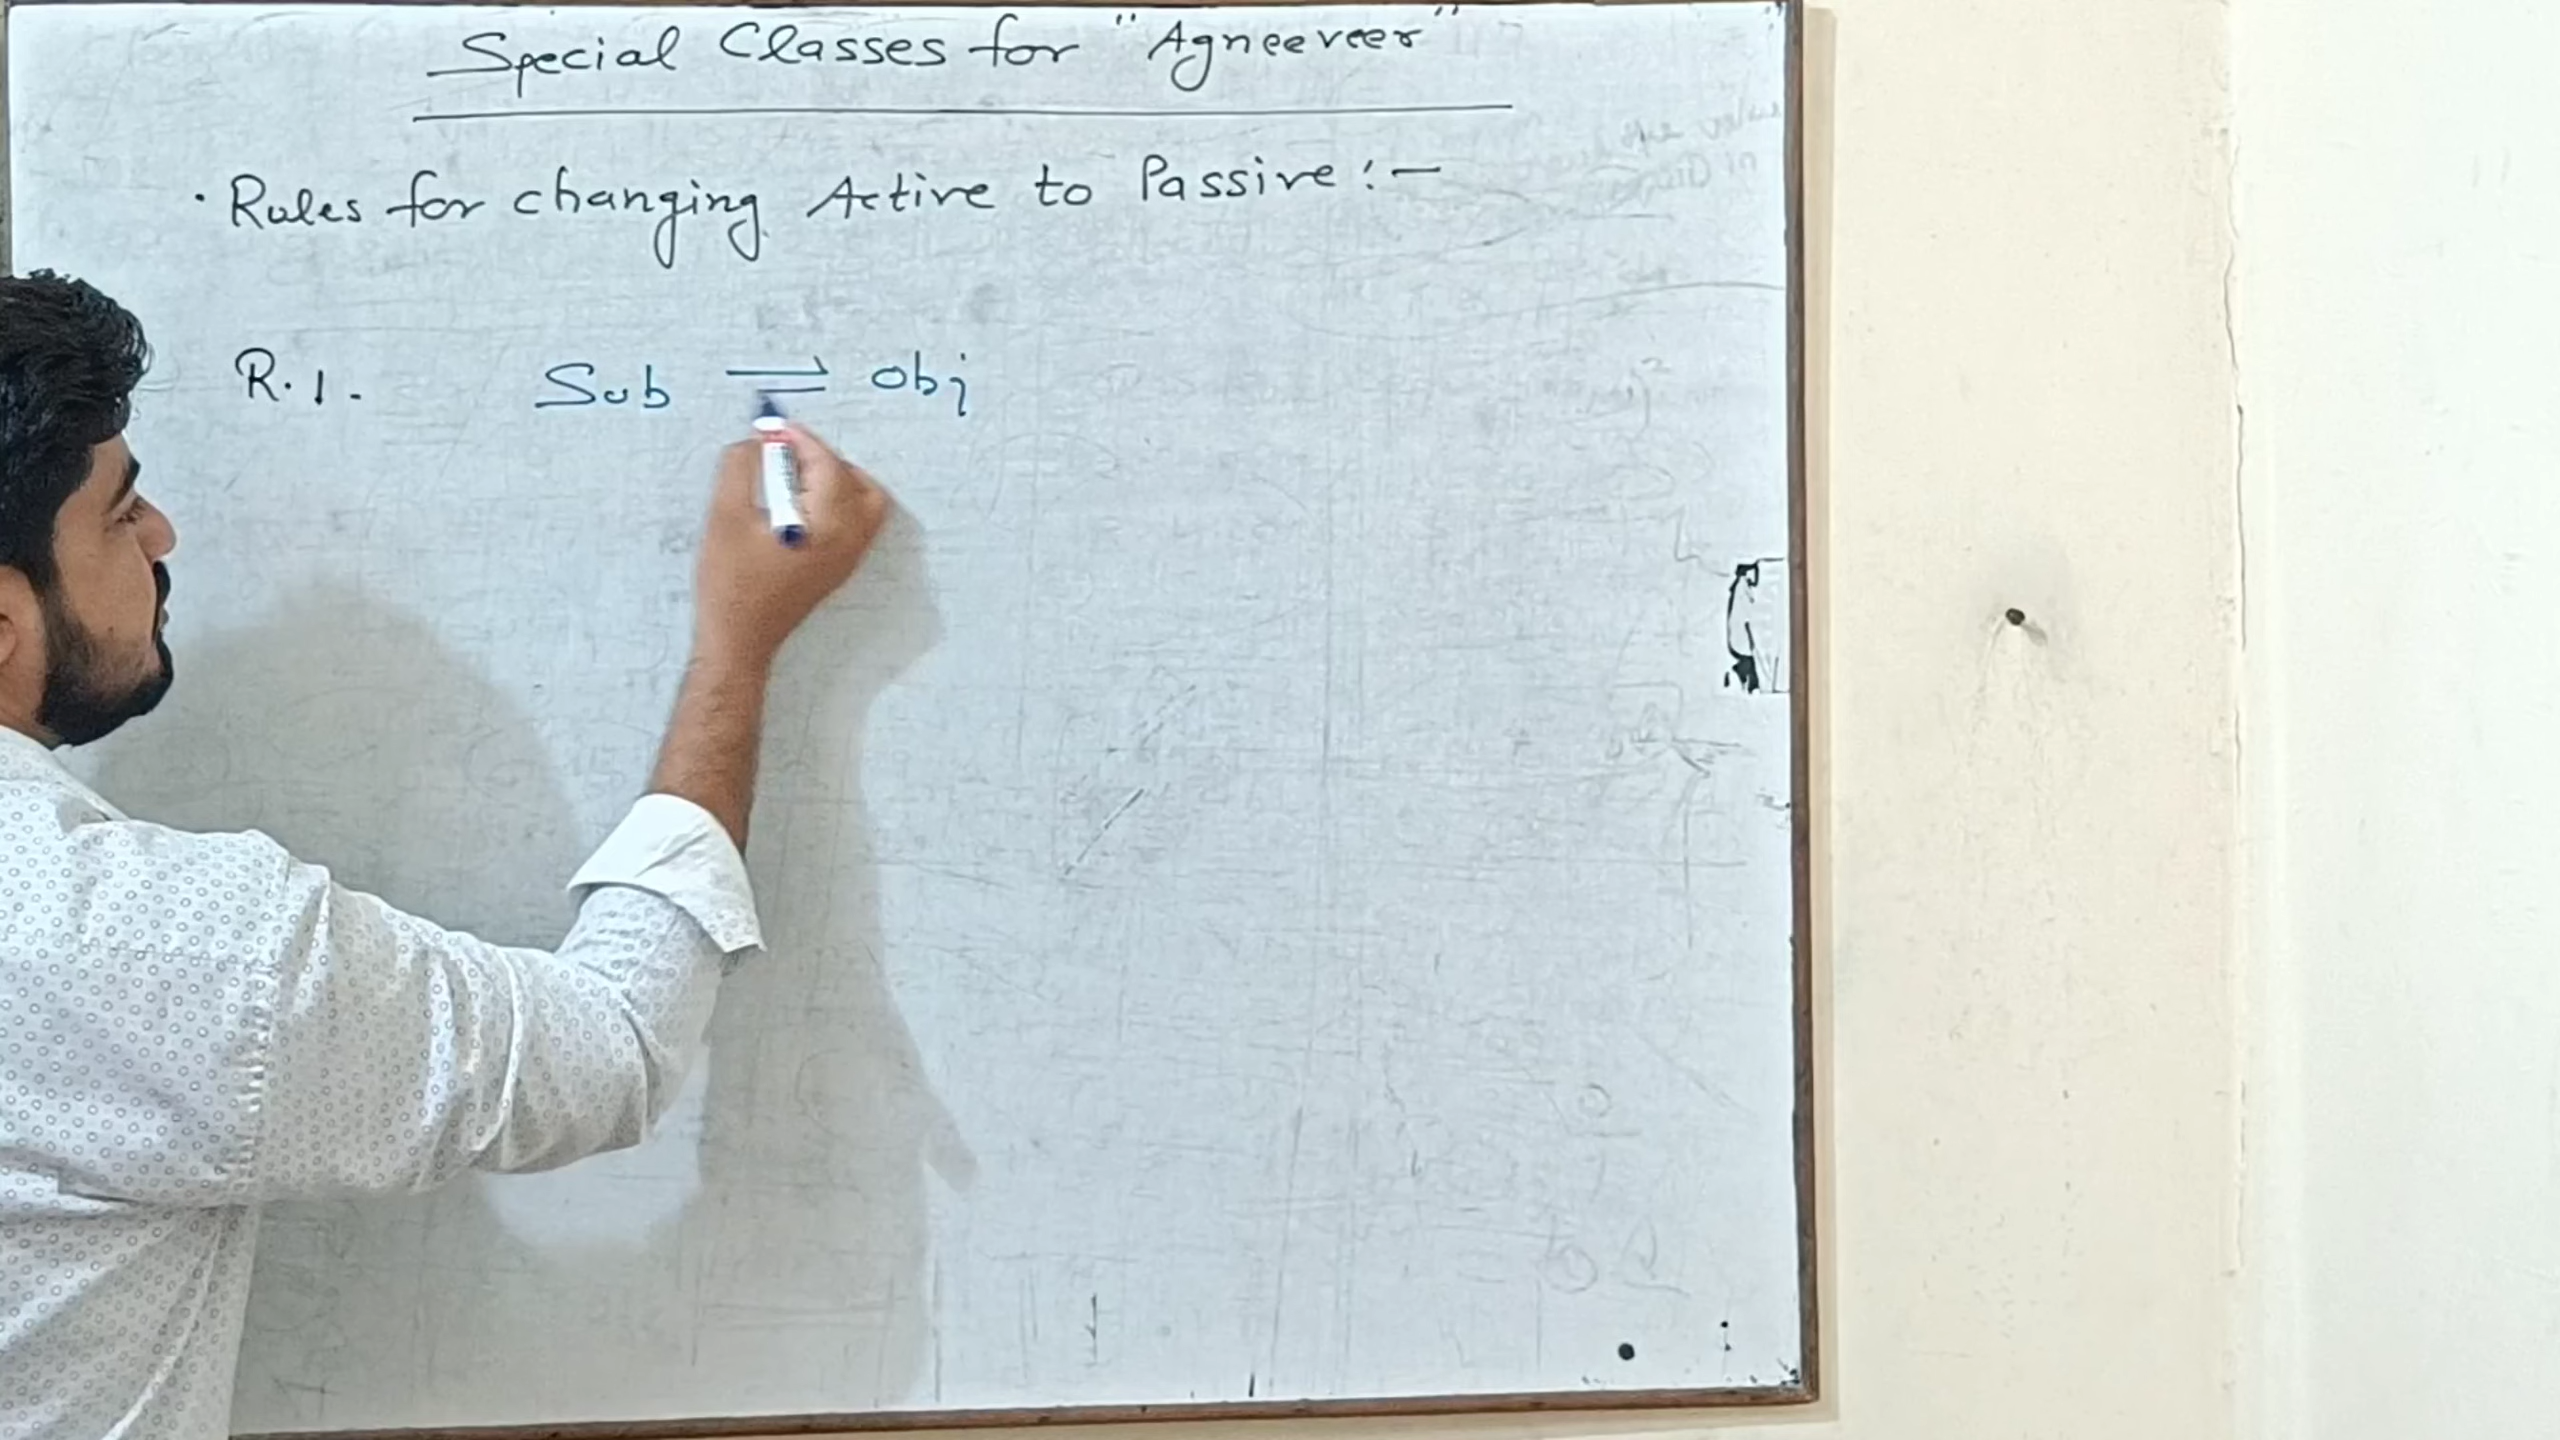 Special Classes for "Agneeveer"
• Rules for changing Active to Passive :-
R.1. Sub ⇌ obj